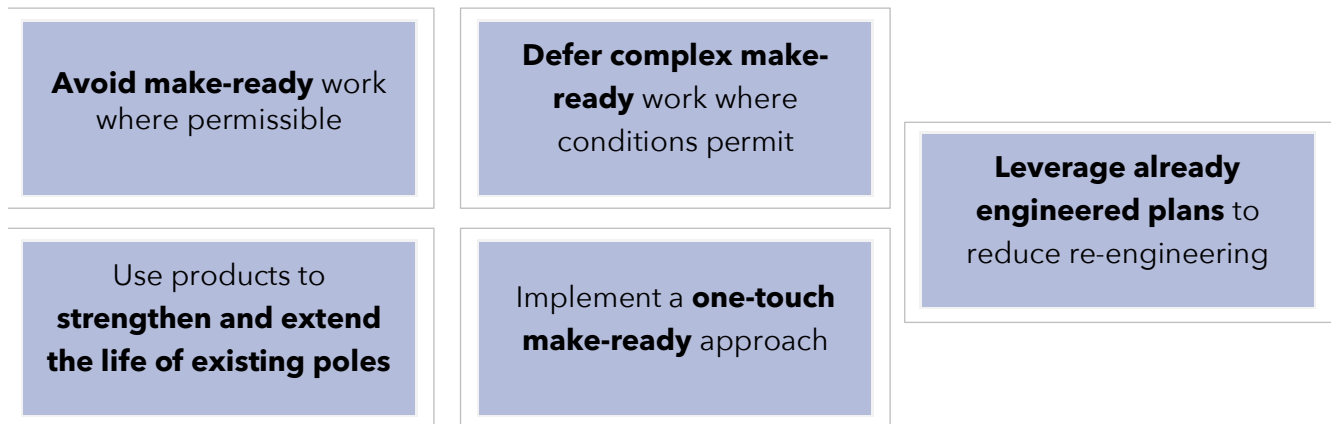 Avoid make-ready work
where permissible
Defer complex make-
ready work where
conditions permit
Leverage already
engineered plans to
reduce re-engineering
Use products to
strengthen and extend
the life of existing poles
Implement a one-touch
make-ready approach